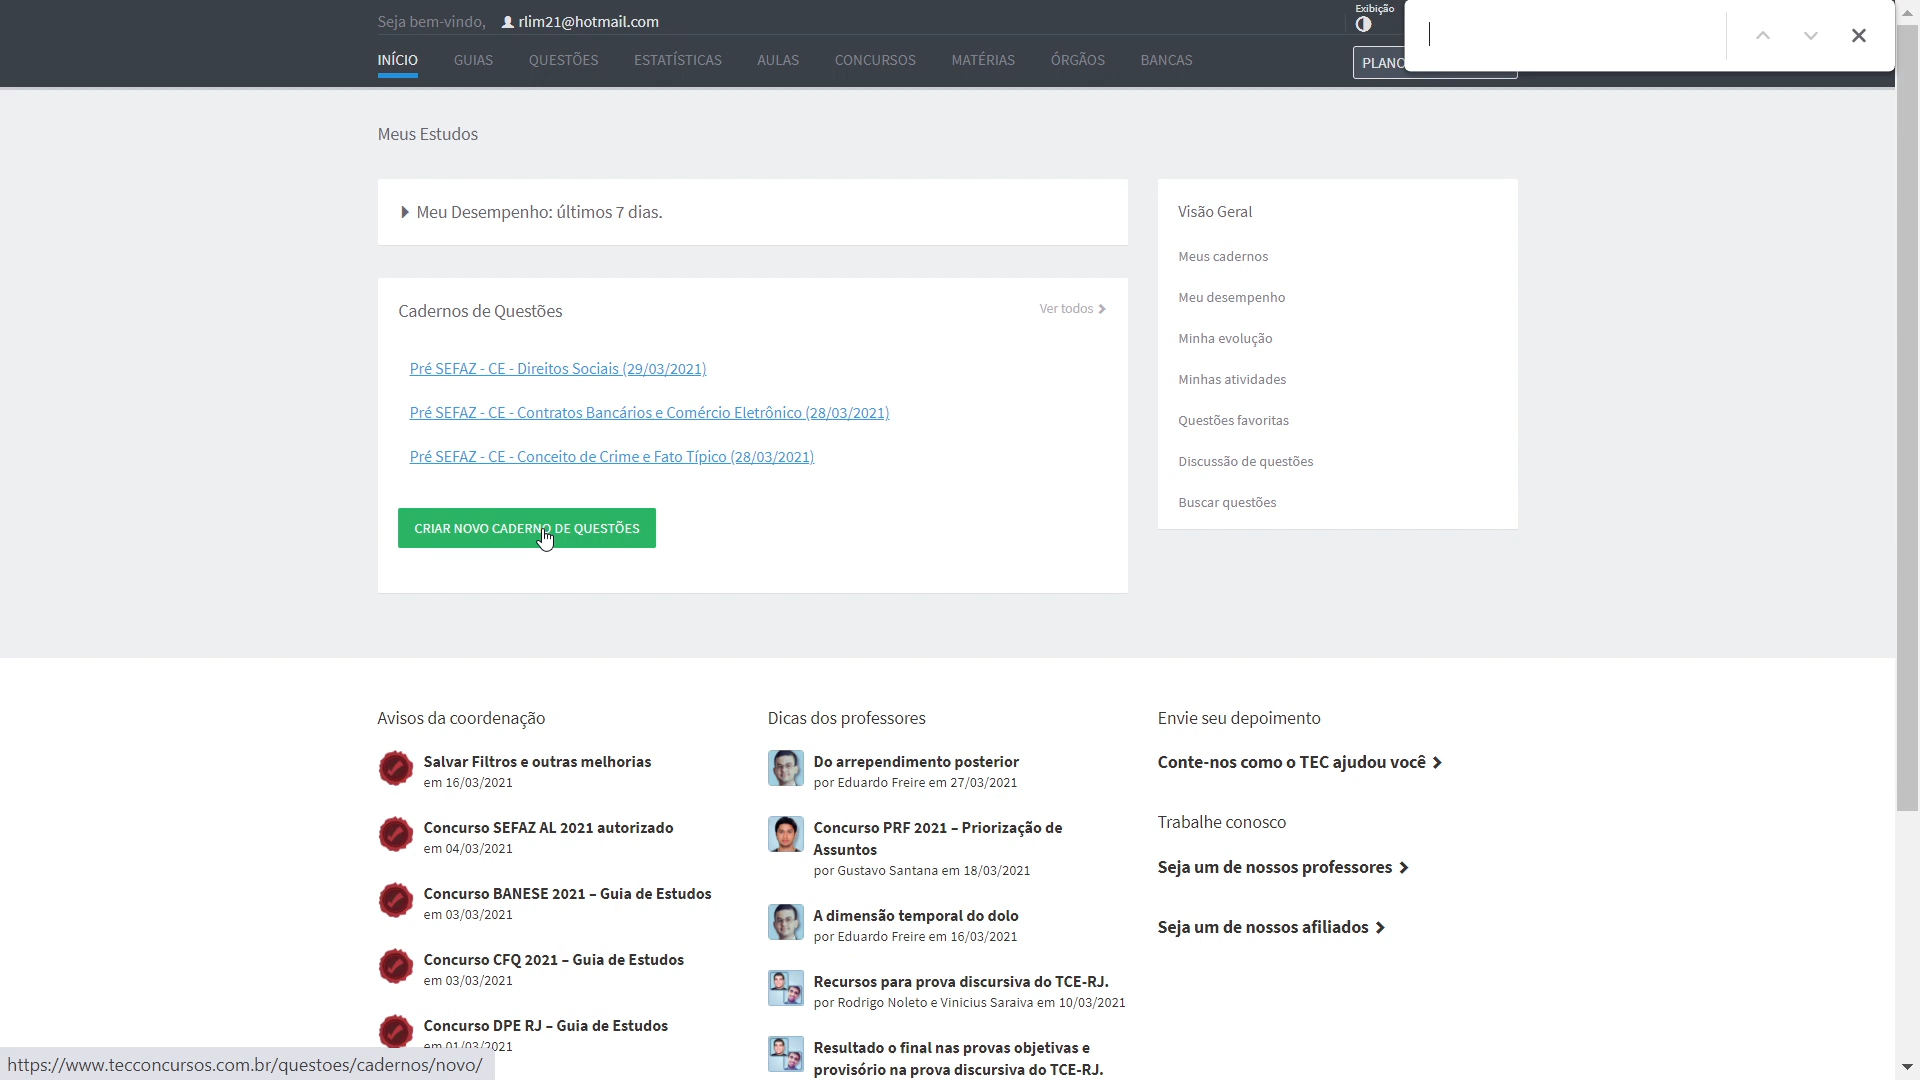 Seja bem-vindo, rlim21@hotmail.com
Exibição
INÍCIO GUIAS QUESTÕES ESTATÍSTICAS AULAS CONCURSOS MATÉRIAS ÓRGÃOS BANCAS
Meus Estudos
Meu Desempenho: últimos 7 dias.
Cadernos de Questões
Ver todos
Pré SEFAZ - CE - Direitos Sociais (29/03/2021)
Pré SEFAZ - CE - Contratos Bancários e Comércio Eletrônico (28/03/2021)
Pré SEFAZ - CE - Conceito de Crime e Fato Típico (28/03/2021)
CRIAR NOVO CADERNO DE QUESTÕES
Visão Geral
Meus cadernos
Meu desempenho
Minha evolução
Minhas atividades
Questões favoritas
Discussão de questões
Buscar questões
Avisos da coordenação
Salvar Filtros e outras melhorias
em 16/03/2021
Concurso SEFAZ AL 2021 autorizado
em 04/03/2021
Concurso BANESE 2021 – Guia de Estudos
em 03/03/2021
Concurso CFQ 2021 – Guia de Estudos
em 03/03/2021
Concurso DPE RJ – Guia de Estudos
em 01/03/2021
Dicas dos professores
Do arrependimento posterior
por Eduardo Freire em 27/03/2021
Concurso PRF 2021 – Priorização de
Assuntos
por Gustavo Santana em 18/03/2021
A dimensão temporal do dolo
por Eduardo Freire em 16/03/2021
Recursos para prova discursiva do TCE-RJ.
por Rodrigo Noleto e Vinicius Saraiva em 10/03/2021
Resultado o final nas provas objetivas e
provisório na prova discursiva do TCE-RJ.
Envie seu depoimento
Conte-nos como o TEC ajudou você
Trabalhe conosco
Seja um de nossos professores
Seja um de nossos afiliados
https://www.tecconcursos.com.br/questoes/cadernos/novo/